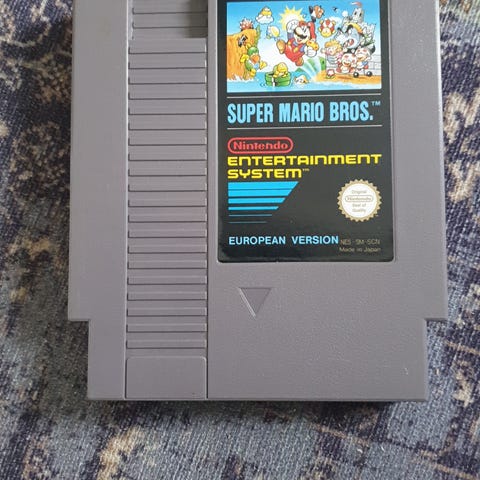 SUPER MARIO BROS.™
Nintendo
ENTERTAINMENT
SYSTEM™
Original
Nintendo
Seal of
Quality
EUROPEAN VERSION NES-SM-SCN
Made in Japan